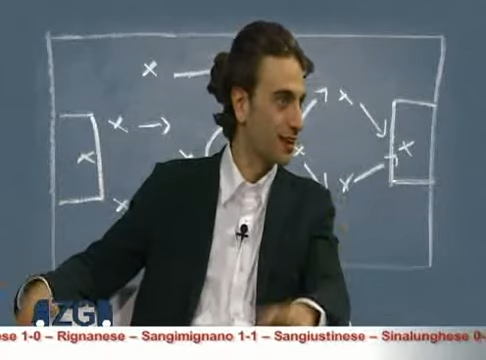 ZG
ese 1-0 – Rignanese – Sangimignano 1-1 – Sangiustinese – Sinalunghese 0-